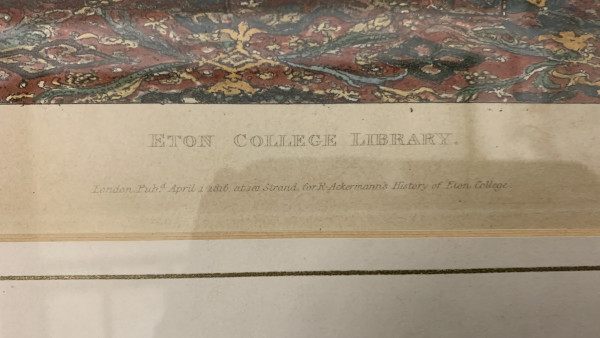 ETON COLLEGE LIBRARY.
London. Pub.d April 1 1816. at 101 Strand, for R. Ackermann's History of Eton College